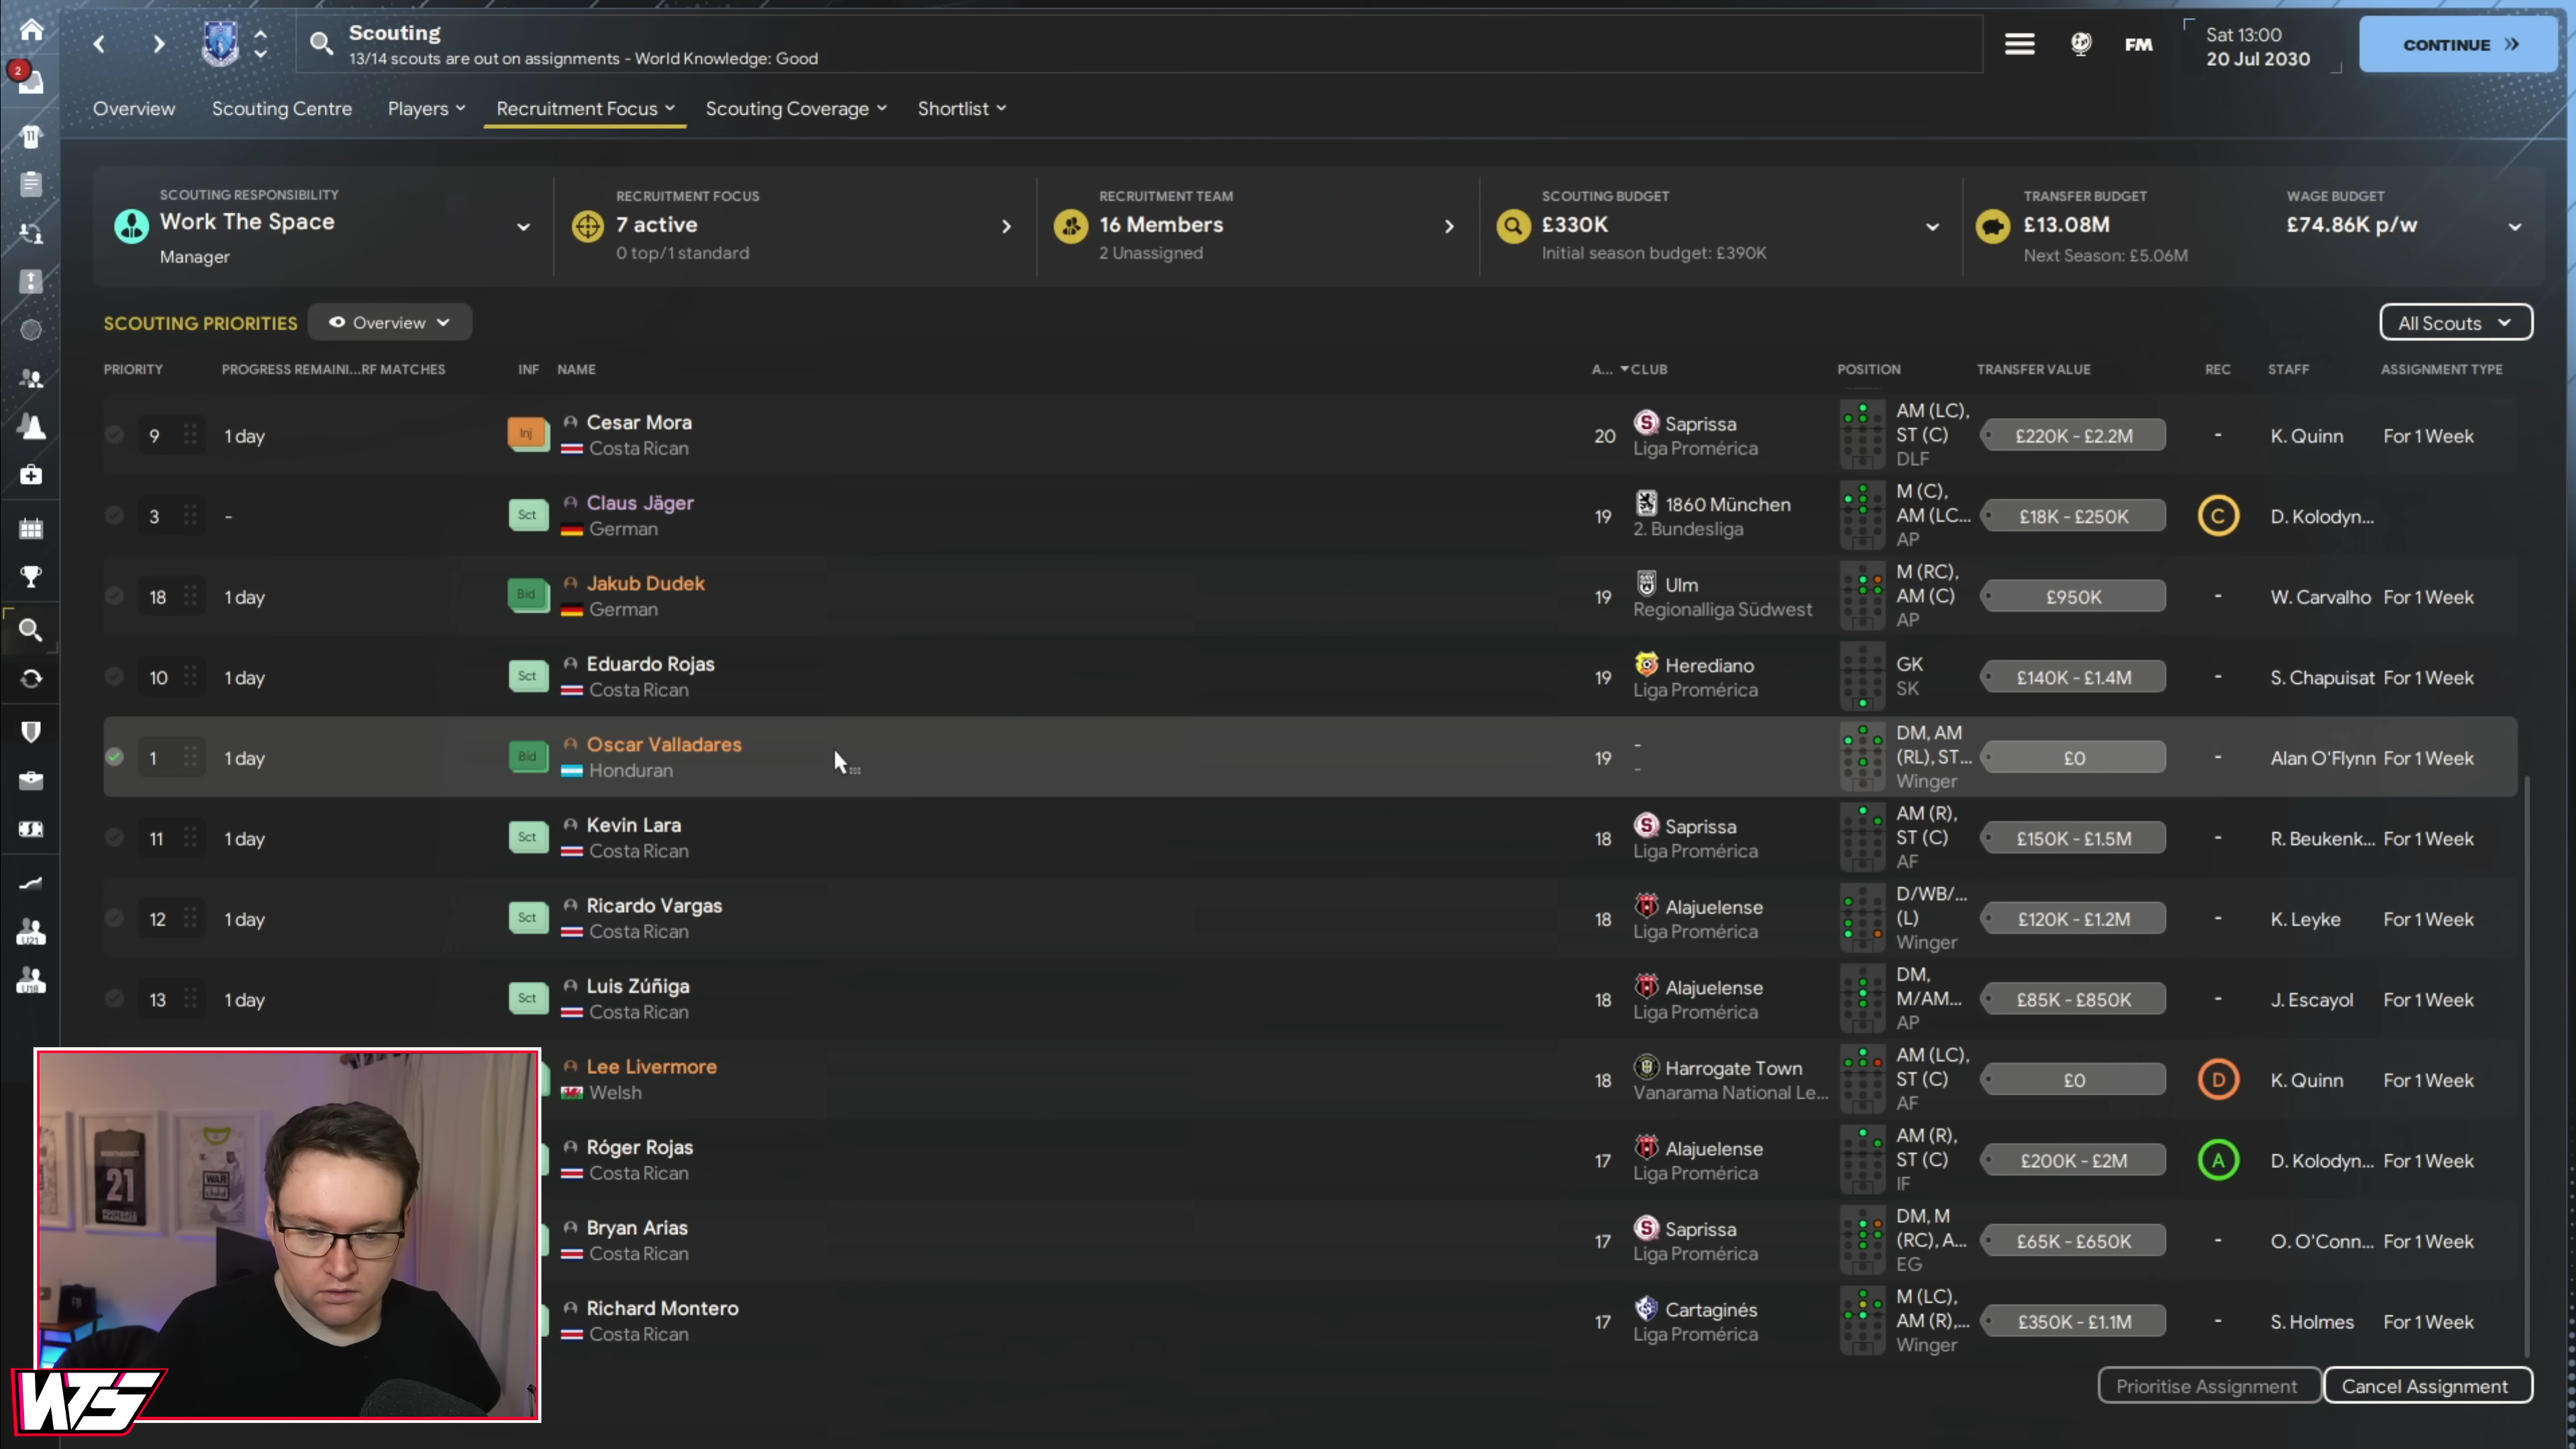 Scouting
13/14 scouts are out on assignments - World Knowledge: Good
FM
Sat 13:00
20 Jul 2030
CONTINUE
2
11
Overview Scouting Centre Players Recruitment Focus Scouting Coverage Shortlist
SCOUTING RESPONSIBILITY
Work The Space
Manager
RECRUITMENT FOCUS
7 active
0 top/1 standard
RECRUITMENT TEAM
16 Members
2 Unassigned
SCOUTING BUDGET
£330K
Initial season budget: £390K
TRANSFER BUDGET
£13.08M
Next Season: £5.06M
WAGE BUDGET
£74.86K p/w
SCOUTING PRIORITIES Overview All Scouts
PRIORITY PROGRESS REMAINI...RF MATCHES INF NAME A... CLUB POSITION TRANSFER VALUE REC STAFF ASSIGNMENT TYPE
9 1 day Inj Cesar Mora 20 Saprissa AM (LC), ST (C) £220K - £2.2M - K. Quinn For 1 Week
Costa Rican Liga Promérica DLF
3 - Sct Claus Jäger 19 1860 München M (C), AM (LC... £18K - £250K C D. Kolodyn...
German 2. Bundesliga AP
18 1 day Bid Jakub Dudek 19 Ulm M (RC), AM (C) £950K - W. Carvalho For 1 Week
German Regionalliga Südwest AP
10 1 day Sct Eduardo Rojas 19 Herediano GK £140K - £1.4M - S. Chapuisat For 1 Week
Costa Rican Liga Promérica SK
1 1 day Bid Oscar Valladares 19 - DM, AM (RL), ST... £0 - Alan O'Flynn For 1 Week
Honduran - Winger
11 1 day Sct Kevin Lara 18 Saprissa AM (R), ST (C) £150K - £1.5M - R. Beukenk... For 1 Week
Costa Rican Liga Promérica AF
12 1 day Sct Ricardo Vargas 18 Alajuelense D/WB/... (L) £120K - £1.2M - K. Leyke For 1 Week
Costa Rican Liga Promérica Winger
13 1 day Sct Luis Zúñiga 18 Alajuelense DM, M/AM... £85K - £850K - J. Escayol For 1 Week
Costa Rican Liga Promérica AP
Lee Livermore 18 Harrogate Town AM (LC), ST (C) £0 D K. Quinn For 1 Week
Welsh Vanarama National Le... AF
Róger Rojas 17 Alajuelense AM (R), ST (C) £200K - £2M A D. Kolodyn... For 1 Week
Costa Rican Liga Promérica IF
Bryan Arias 17 Saprissa DM, M (RC), A... £65K - £650K - O. O'Conn... For 1 Week
Costa Rican Liga Promérica EG
Richard Montero 17 Cartaginés M (LC), AM (R),... £350K - £1.1M - S. Holmes For 1 Week
Costa Rican Liga Promérica Winger
Prioritise Assignment Cancel Assignment
U21
U18
21
WAR
WTS